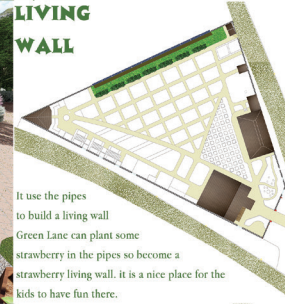 LIVING
WALL
It use the pipes
to build a living wall
Green Lane can plant some
strawberry in the pipes so become a
strawberry living wall. it is a nice place for the
kids to have fun there.